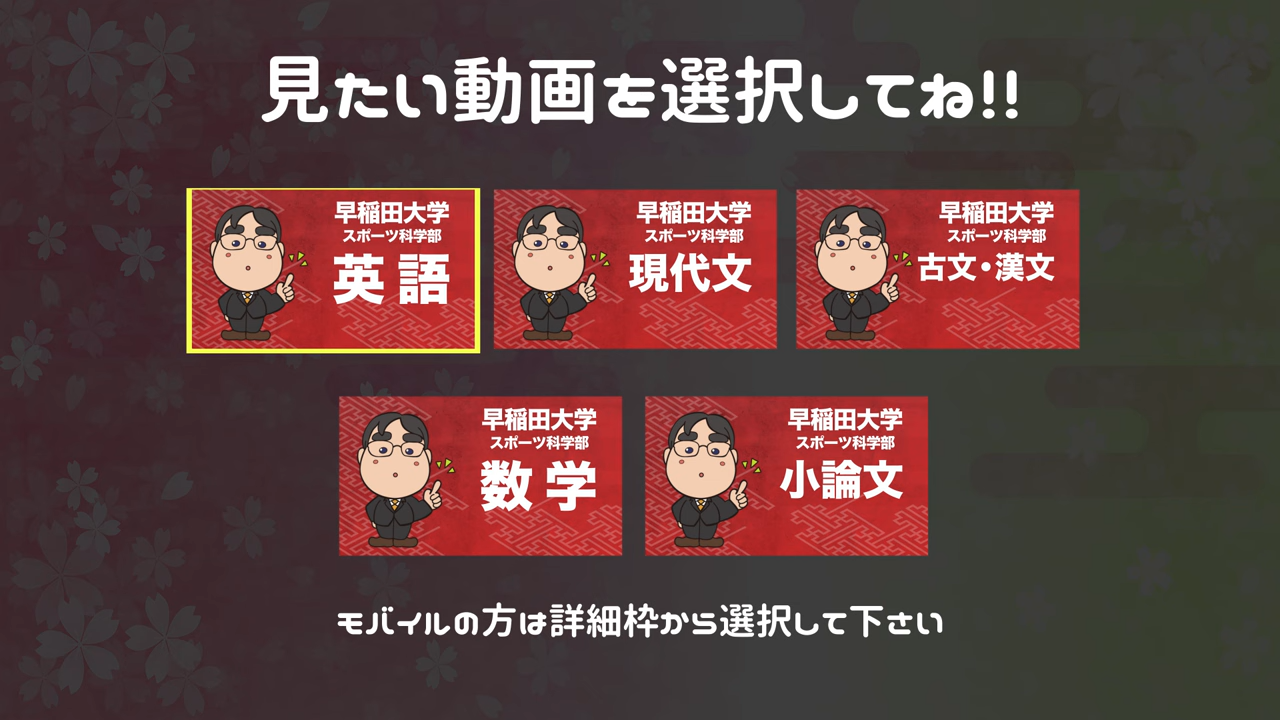 見たい動画を選択してね!!
早稲田大学
スポーツ科学部
英語
早稲田大学
スポーツ科学部
現代文
早稲田大学
スポーツ科学部
古文・漢文
早稲田大学
スポーツ科学部
数学
早稲田大学
スポーツ科学部
小論文
モバイルの方は詳細枠から選択して下さい